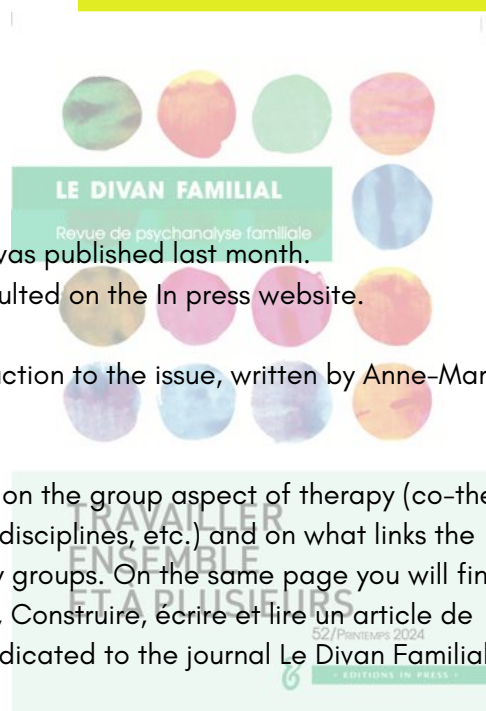 LE DIVAN FAMILIAL
Revue de psychanalyse familiale
was published last month.
ulted on the In press website.
ction to the issue, written by Anne-Mar
on the group aspect of therapy (co-the
disciplines, etc.) and on what links the
y groups. On the same page you will fin
, Construire, écrire et lire un article de
dicated to the journal Le Divan Familial
TRAVAILLER
ENSEMBLE
ET À PLUSIEURS
52/PRINTEMPS 2024
EDITIONS IN PRESS